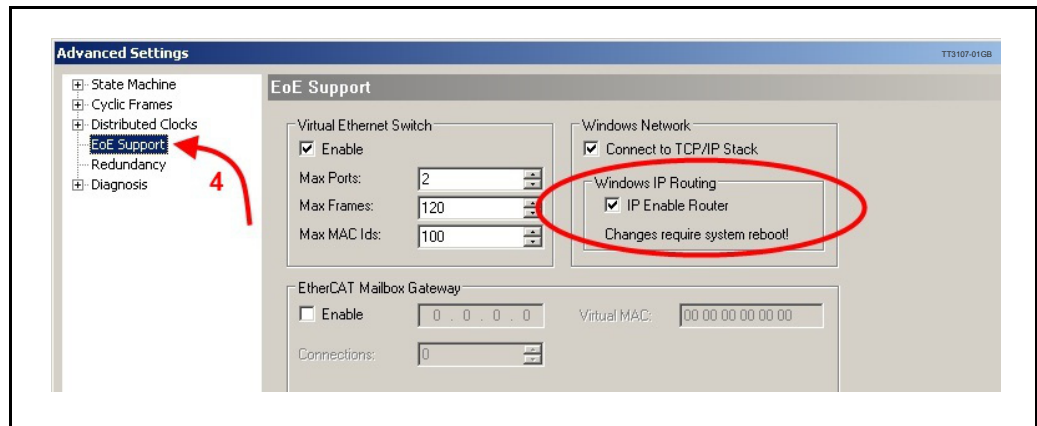 Advanced Settings
TT3107-01GB
State Machine
Cyclic Frames
Distributed Clocks
EoE Support
Redundancy
Diagnosis
4
EoE Support
Virtual Ethernet Switch
Enable
Max Ports: 2
Max Frames: 120
Max MAC Ids: 100
Windows Network
Connect to TCP/IP Stack
Windows IP Routing
IP Enable Router
Changes require system reboot!
EtherCAT Mailbox Gateway
Enable 0 . 0 . 0 . 0 Virtual MAC: 00 00 00 00 00 00
Connections: 0